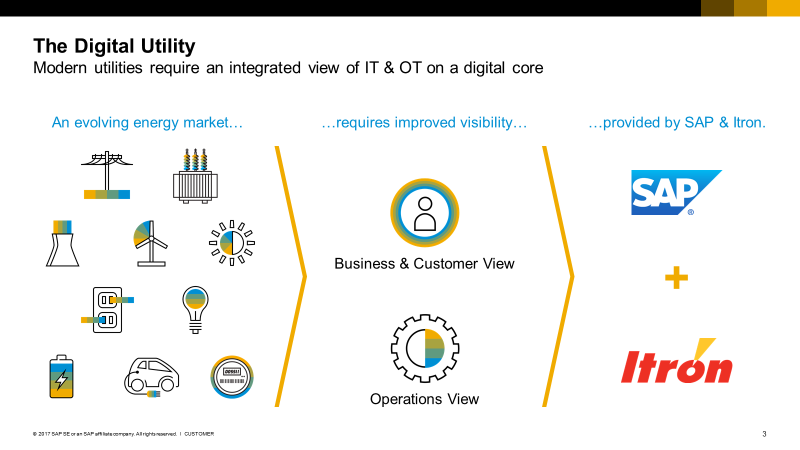 The Digital Utility
Modern utilities require an integrated view of IT & OT on a digital core
An evolving energy market…
…requires improved visibility…
…provided by SAP & Itron.
SAP
®
Business & Customer View
+
Itron
Operations View
© 2017 SAP SE or an SAP affiliate company. All rights reserved. I CUSTOMER
3